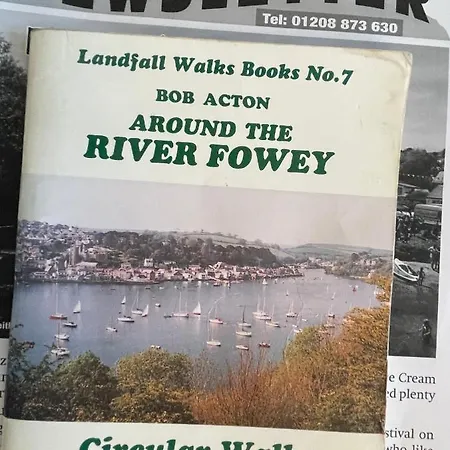 NEWSLETTER
Tel: 01208 873 630
Landfall Walks Books No.7
BOB ACTON
AROUND THE
RIVER FOWEY
e Cream
d plenty
stival on
who like